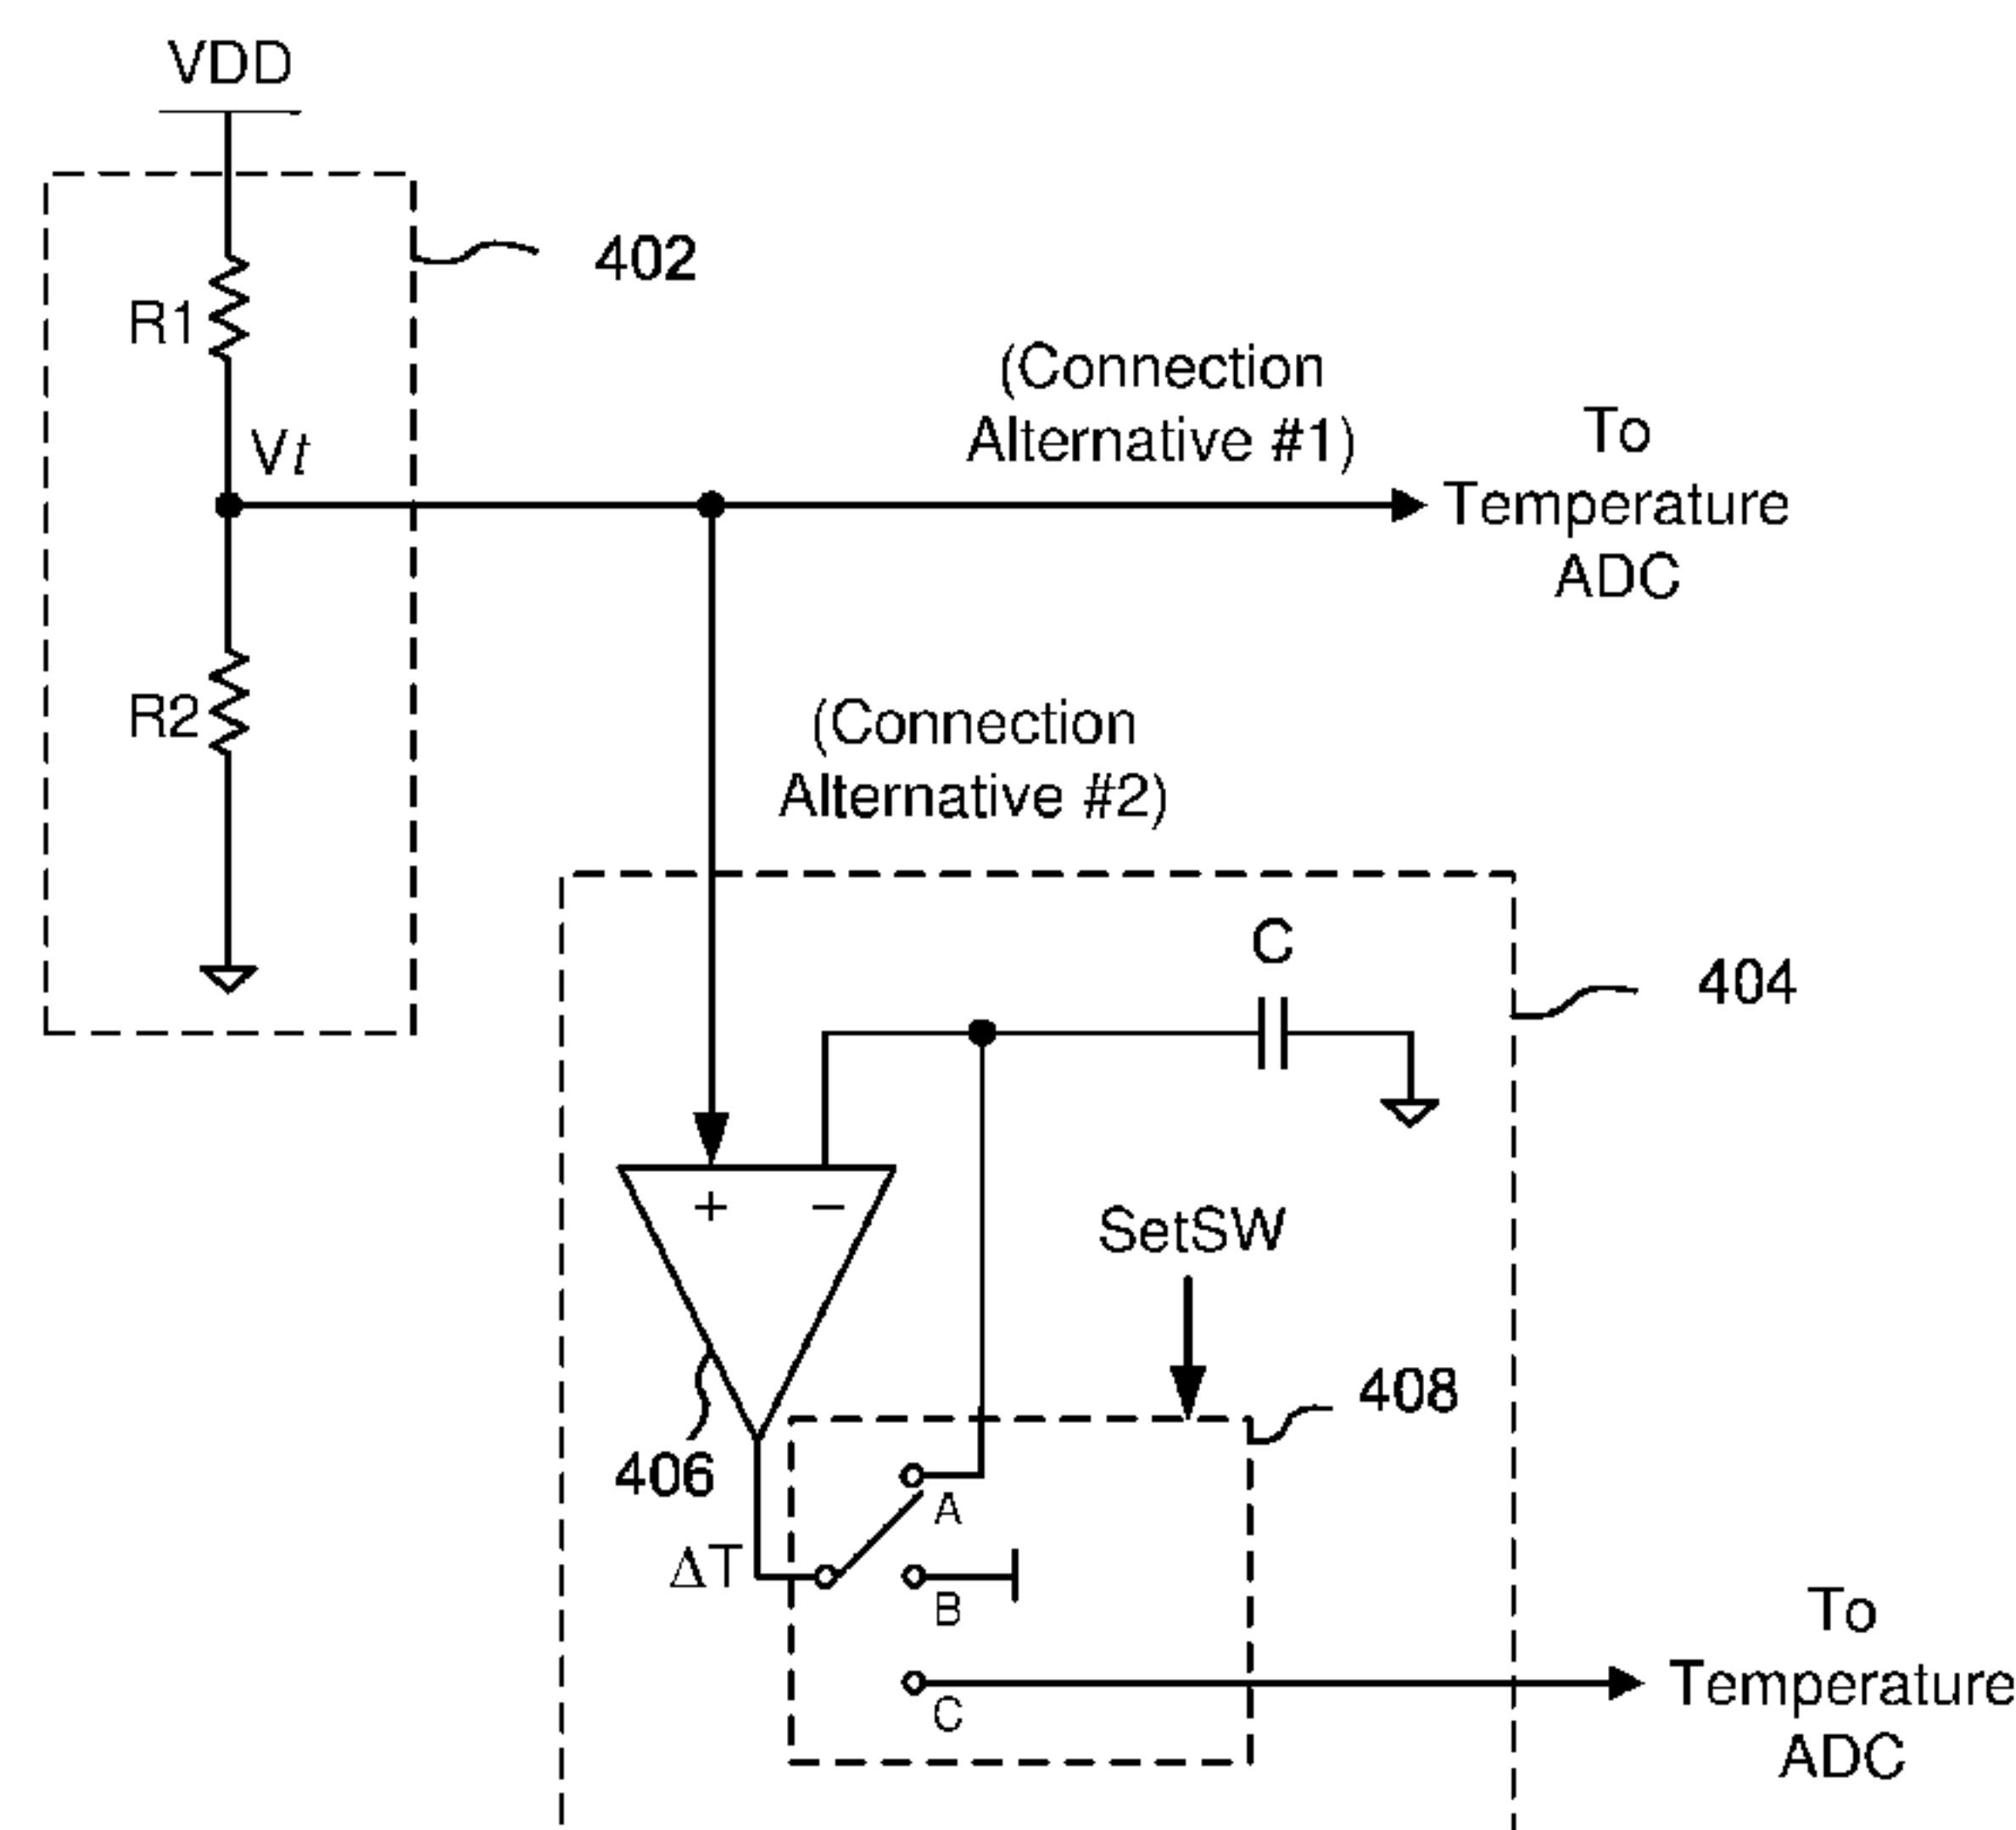 VDD
402
R1
Vt
(Connection
Alternative #1)
To
Temperature
ADC
R2
(Connection
Alternative #2)
C
404
+ −
SetSW
408
406
A
ΔT
B
C
To
Temperature
ADC